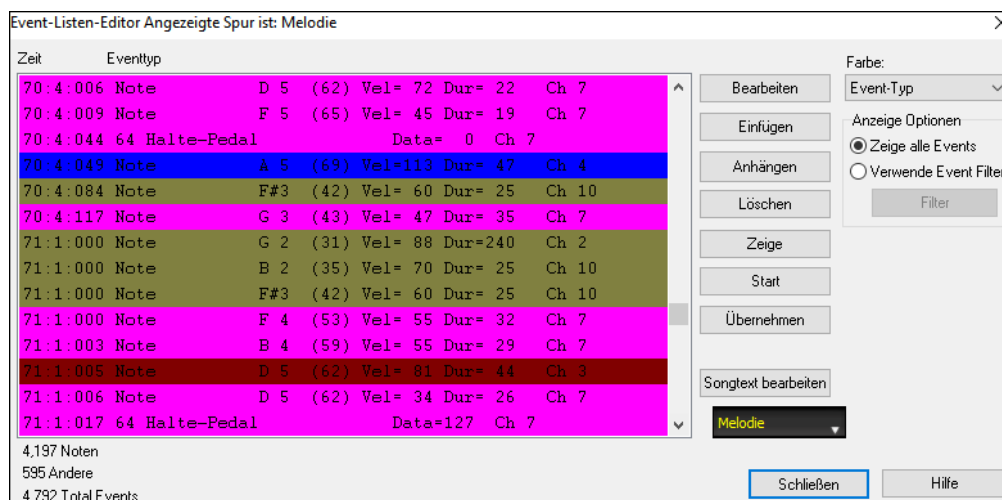 Event-Listen-Editor Angezeigte Spur ist: Melodie
Zeit Eventtyp
70:4:006 Note D 5 (62) Vel= 72 Dur= 22 Ch 7
70:4:009 Note F 5 (65) Vel= 45 Dur= 19 Ch 7
70:4:044 64 Halte-Pedal Data= 0 Ch 7
70:4:049 Note A 5 (69) Vel=113 Dur= 47 Ch 4
70:4:084 Note F#3 (42) Vel= 60 Dur= 25 Ch 10
70:4:117 Note G 3 (43) Vel= 47 Dur= 35 Ch 7
71:1:000 Note G 2 (31) Vel= 88 Dur=240 Ch 2
71:1:000 Note B 2 (35) Vel= 70 Dur= 25 Ch 10
71:1:000 Note F#3 (42) Vel= 60 Dur= 25 Ch 10
71:1:000 Note F 4 (53) Vel= 55 Dur= 32 Ch 7
71:1:003 Note B 4 (59) Vel= 55 Dur= 29 Ch 7
71:1:005 Note D 5 (62) Vel= 81 Dur= 44 Ch 3
71:1:006 Note D 5 (62) Vel= 34 Dur= 26 Ch 7
71:1:017 64 Halte-Pedal Data=127 Ch 7
4,197 Noten
595 Andere
4,792 Total Events
Bearbeiten
Einfügen
Anhängen
Löschen
Zeige
Start
Übernehmen
Songtext bearbeiten
Melodie
Farbe:
Event-Typ
Anzeige Optionen
Zeige alle Events
Verwende Event Filter
Filter
Schließen
Hilfe